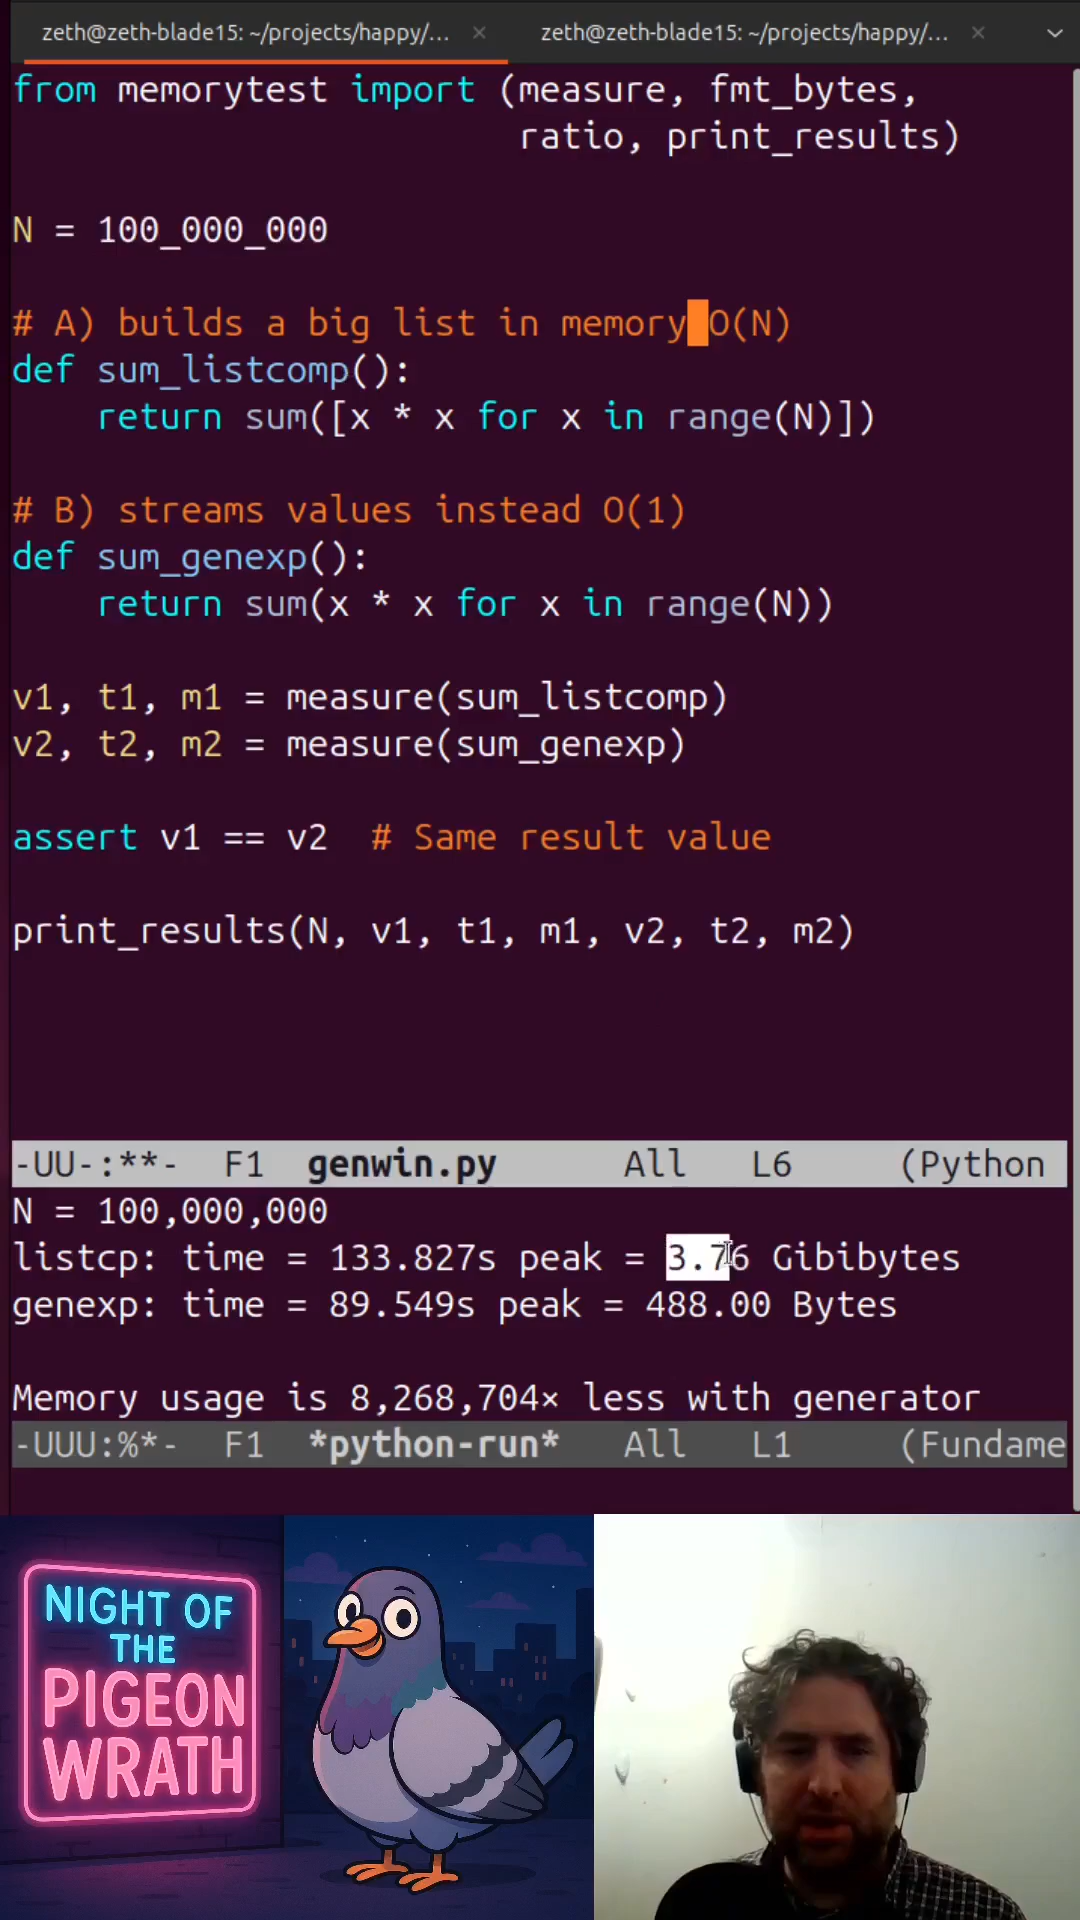 zeth@zeth-blade15: ~/projects/happy/... × zeth@zeth-blade15: ~/projects/happy/... ×
from memorytest import (measure, fmt_bytes,
                        ratio, print_results)
N = 100_000_000
# A) builds a big list in memory O(N)
def sum_listcomp():
    return sum([x * x for x in range(N)])
# B) streams values instead O(1)
def sum_genexp():
    return sum(x * x for x in range(N))
v1, t1, m1 = measure(sum_listcomp)
v2, t2, m2 = measure(sum_genexp)
assert v1 == v2  # Same result value
print_results(N, v1, t1, m1, v2, t2, m2)
-UU-:**-  F1  genwin.py      All   L6     (Python
N = 100,000,000
listcp: time = 133.827s peak = 3.76 Gibibytes
genexp: time = 89.549s peak = 488.00 Bytes
Memory usage is 8,268,704× less with generator
-UUU:%*-  F1  *python-run*   All   L1     (Fundame
NIGHT OF
THE
PIGEON
WRATH